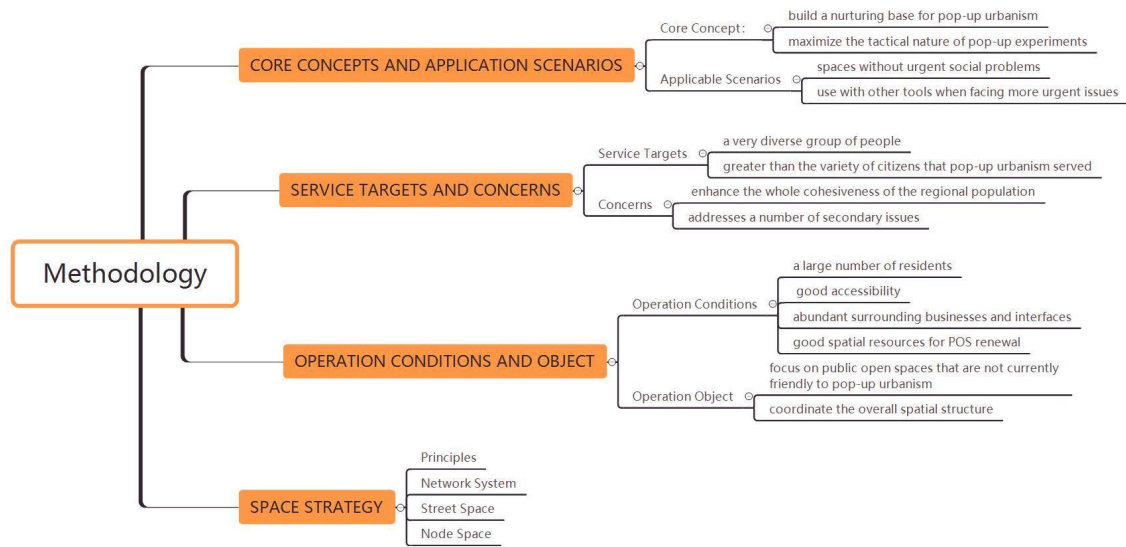 Methodology
CORE CONCEPTS AND APPLICATION SCENARIOS
Core Concept：
build a nurturing base for pop-up urbanism
maximize the tactical nature of pop-up experiments
Applicable Scenarios
spaces without urgent social problems
use with other tools when facing more urgent issues
SERVICE TARGETS AND CONCERNS
Service Targets
a very diverse group of people
greater than the variety of citizens that pop-up urbanism served
Concerns
enhance the whole cohesiveness of the regional population
addresses a number of secondary issues
OPERATION CONDITIONS AND OBJECT
Operation Conditions
a large number of residents
good accessibility
abundant surrounding businesses and interfaces
good spatial resources for POS renewal
Operation Object
focus on public open spaces that are not currently
friendly to pop-up urbanism
coordinate the overall spatial structure
SPACE STRATEGY
Principles
Network System
Street Space
Node Space